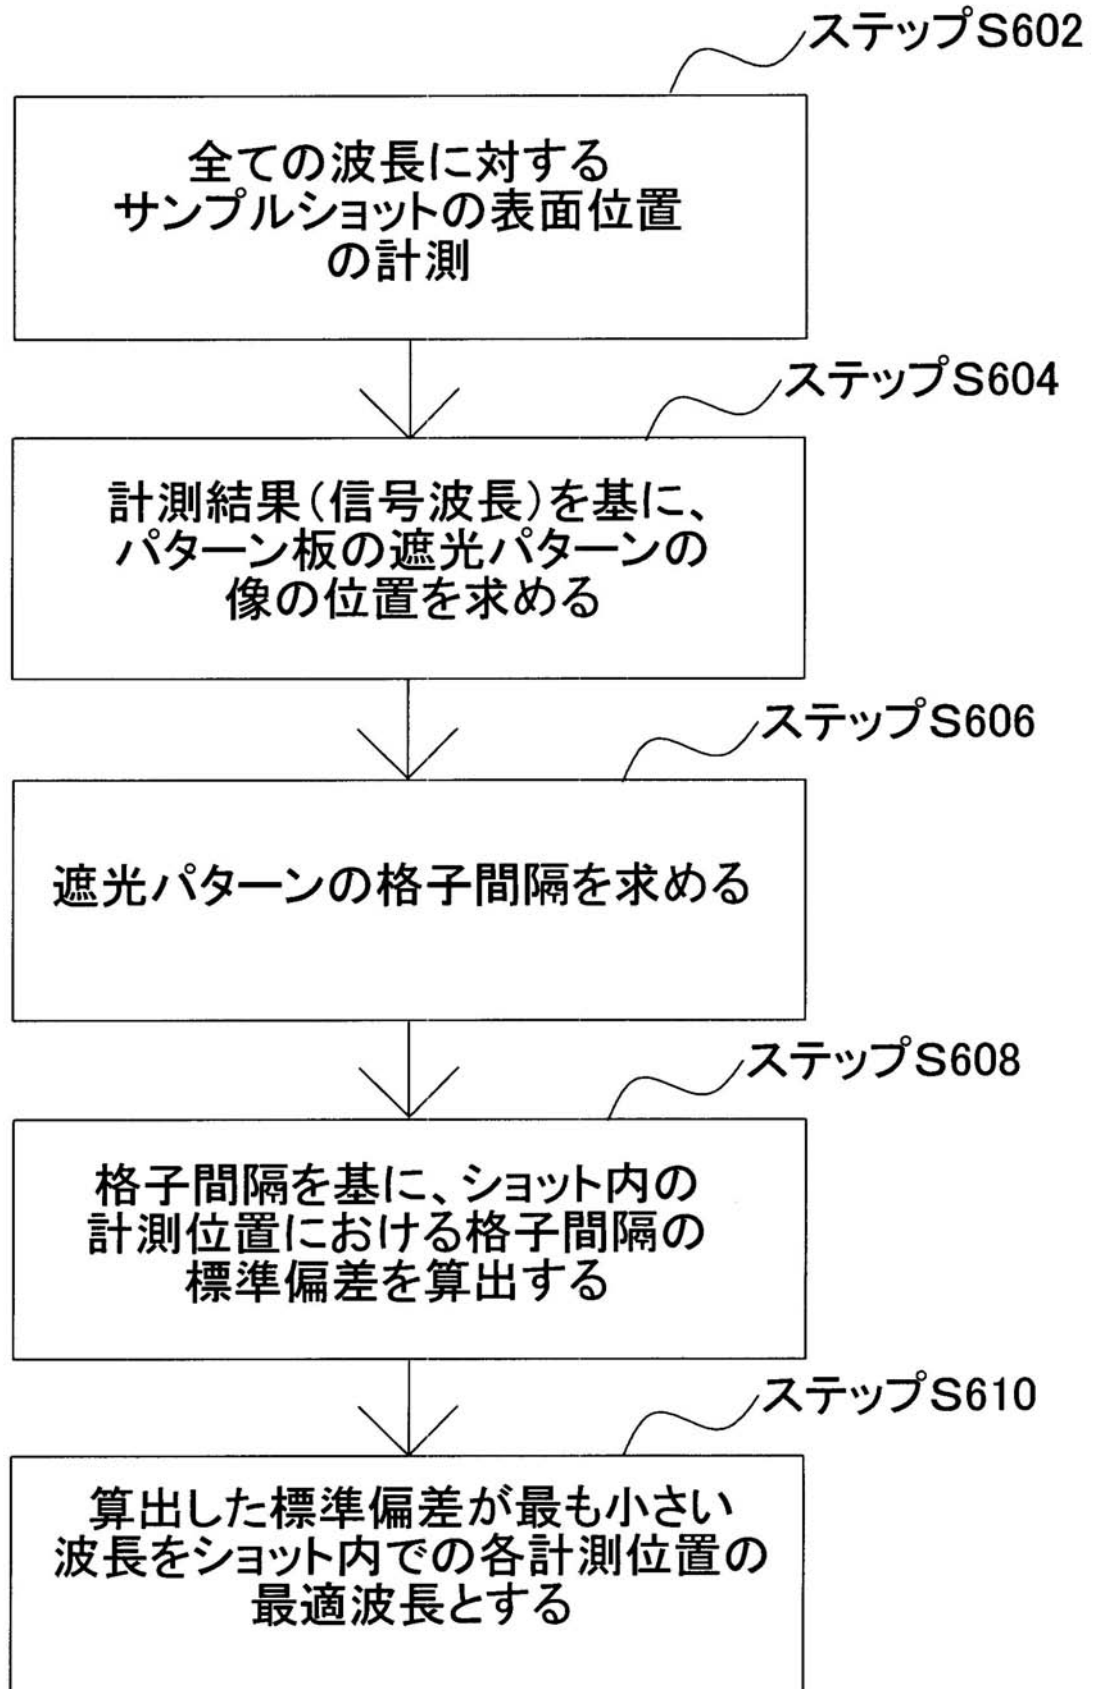 ステップS602
全ての波長に対する
サンプルショットの表面位置
の計測
ステップS604
計測結果(信号波長)を基に、
パターン板の遮光パターンの
像の位置を求める
ステップS606
遮光パターンの格子間隔を求める
ステップS608
格子間隔を基に、ショット内の
計測位置における格子間隔の
標準偏差を算出する
ステップS610
算出した標準偏差が最も小さい
波長をショット内での各計測位置の
最適波長とする